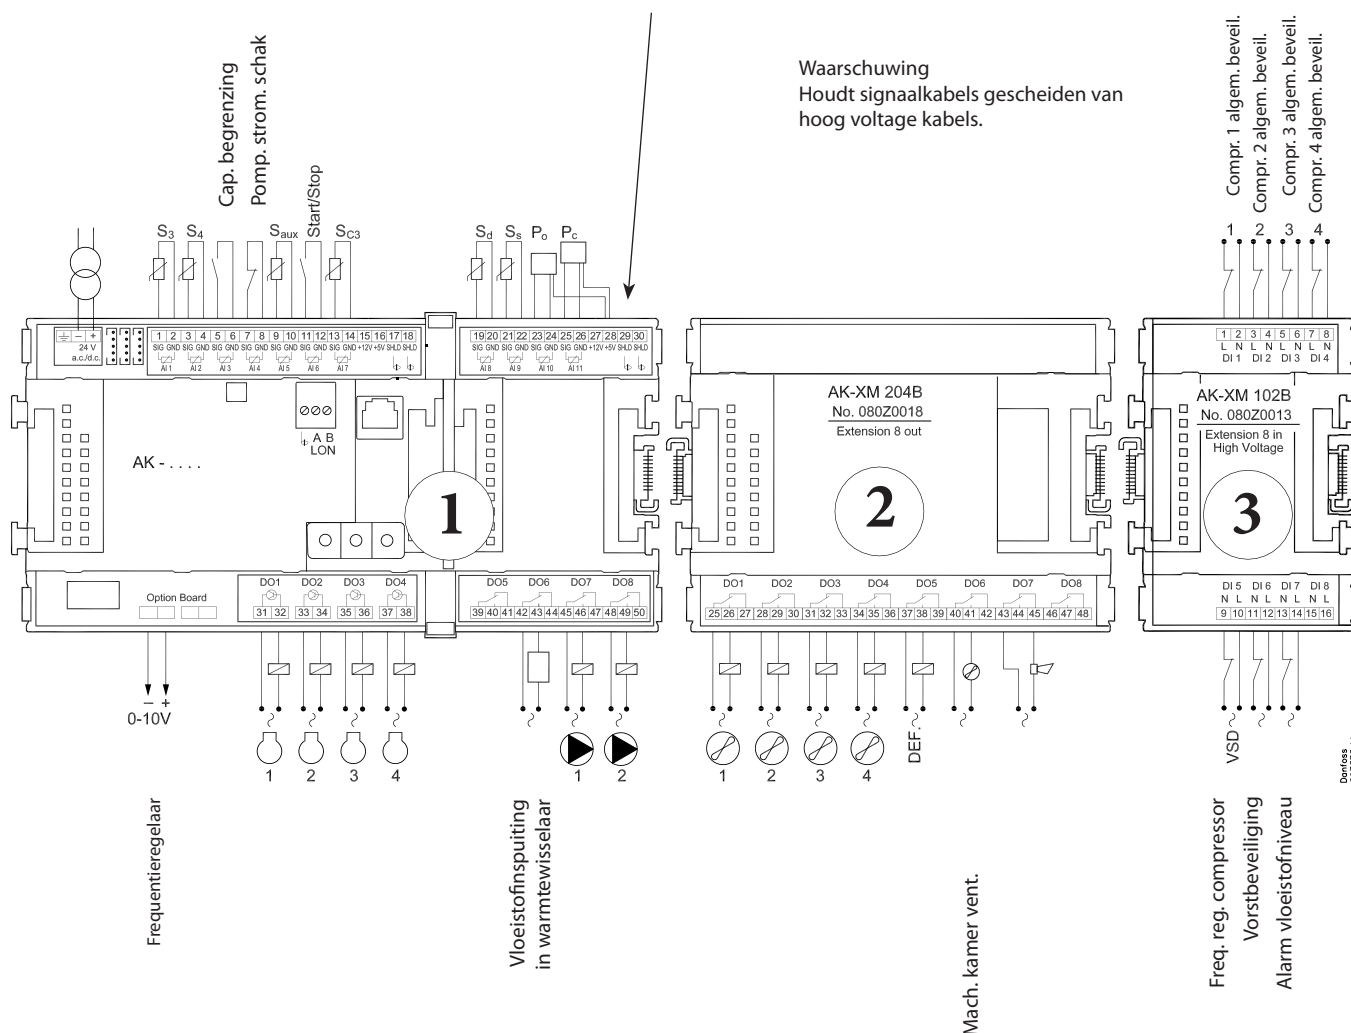 Waarschuwing
Houdt signaalkabels gescheiden van
hoog voltage kabels.
Cap. begrenzing
Pomp. strom. schak
Start/Stop
S3 S4 Saux SC3
Sd Ss Po Pc
Compr. 1 algem. beveil.
Compr. 2 algem. beveil.
Compr. 3 algem. beveil.
Compr. 4 algem. beveil.
1 2 3 4
– +
24 V
a.c./d.c.
1 2 3 4 5 6 7 8 9 10 11 12 13 14 15 16 17 18
SIG GND SIG GND SIG GND SIG GND SIG GND SIG GND SIG GND +12V +5V SHLD SHLD
AI 1 AI 2 AI 3 AI 4 AI 5 AI 6 AI 7
19 20 21 22 23 24 25 26 27 28 29 30
SIG GND SIG GND SIG GND SIG GND +12V +5V SHLD SHLD
AI 8 AI 9 AI 10 AI 11
1 2 3 4 5 6 7 8
L N L N L N L N
DI 1 DI 2 DI 3 DI 4
A B
LON
AK - . . . .
1
AK-XM 204B
No. 080Z0018
Extension 8 out
2
AK-XM 102B
No. 080Z0013
Extension 8 in
High Voltage
3
Option Board
DO1 DO2 DO3 DO4
31 32 33 34 35 36 37 38
DO5 DO6 DO7 DO8
39 40 41 42 43 44 45 46 47 48 49 50
DO1 DO2 DO3 DO4 DO5 DO6 DO7 DO8
25 26 27 28 29 30 31 32 33 34 35 36 37 38 39 40 41 42 43 44 45 46 47 48
DI 5 DI 6 DI 7 DI 8
N L N L N L N L
9 10 11 12 13 14 15 16
– +
0-10V
1 2 3 4
1 2
1 2 3 4
DEF.
VSD
Danfoss
Frequentieregelaar
Vloeistofinspuiting
in warmtewisselaar
Mach. kamer vent.
Freq. reg. compressor
Vorstbeveiliging
Alarm vloeistofniveau